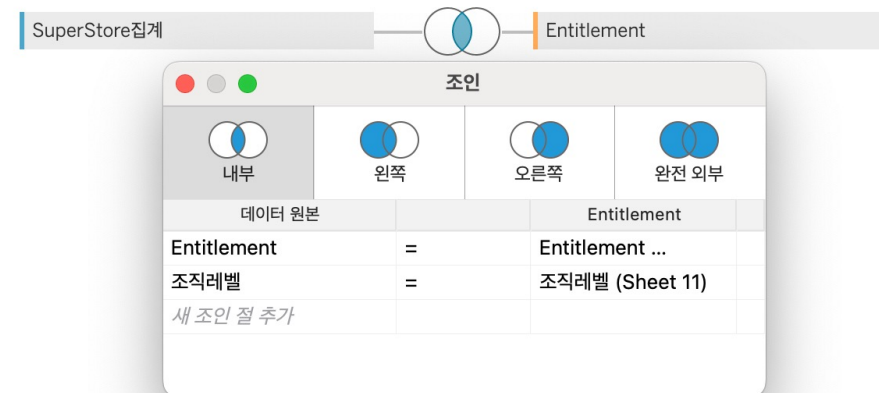 SuperStore집계
Entitlement
조인
내부
왼쪽
오른쪽
완전 외부
데이터 원본
Entitlement
Entitlement = Entitlement ...
조직레벨 = 조직레벨 (Sheet 11)
새 조인 절 추가